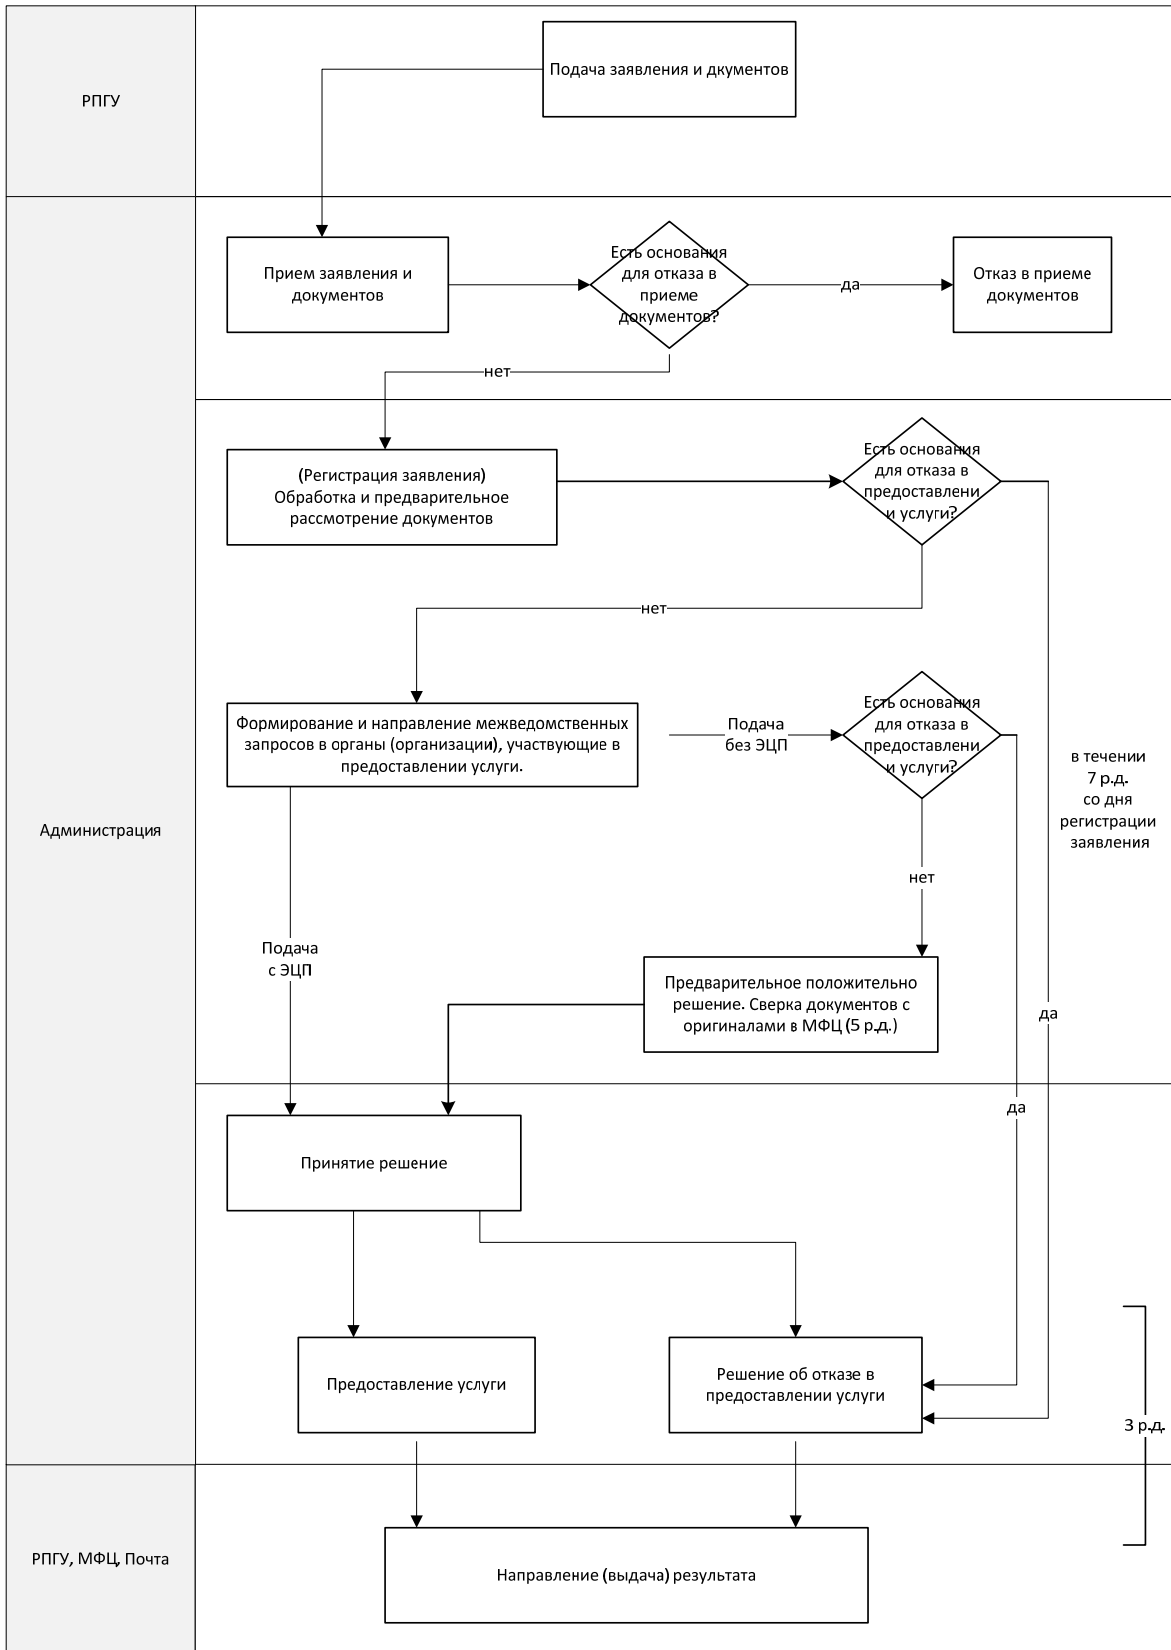 РПГУ
Подача заявления и дкументов
Прием заявления и
документов
Есть основания
для отказа в
приеме
документов?
да
Отказ в приеме
документов
нет
(Регистрация заявления)
Обработка и предварительное
рассмотрение документов
Есть основания
для отказа в
предоставлени
и услуги?
нет
Формирование и направление межведомственных
запросов в органы (организации), участвующие в
предоставлении услуги.
Подача
без ЭЦП
Есть основания
для отказа в
предоставлени
и услуги?
в течении
7 р.д.
со дня
регистрации
заявления
Администрация
нет
Подача
с ЭЦП
Предварительное положительно
решение. Сверка документов с
оригиналами в МФЦ (5 р.д.)
да
да
Принятие решение
Предоставление услуги
Решение об отказе в
предоставлении услуги
3 р.д.
РПГУ, МФЦ, Почта
Направление (выдача) результата